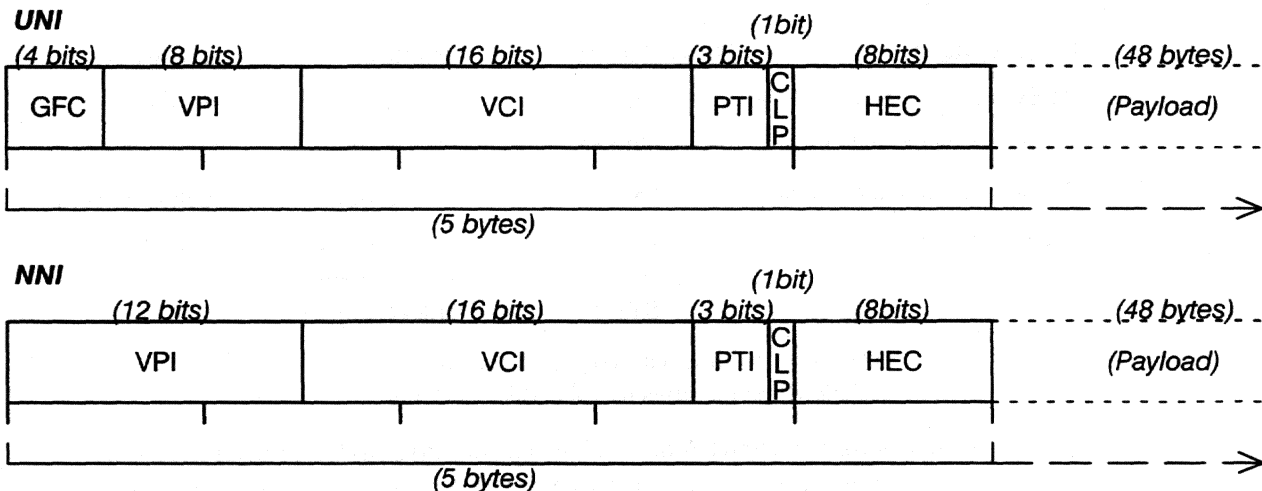 UNI
(1bit)
(4 bits) (8 bits) (16 bits) (3 bits) (8bits) (48 bytes)
GFC VPI VCI PTI CLP HEC (Payload)
(5 bytes)
NNI
(1bit)
(12 bits) (16 bits) (3 bits) (8bits) (48 bytes)
VPI VCI PTI CLP HEC (Payload)
(5 bytes)